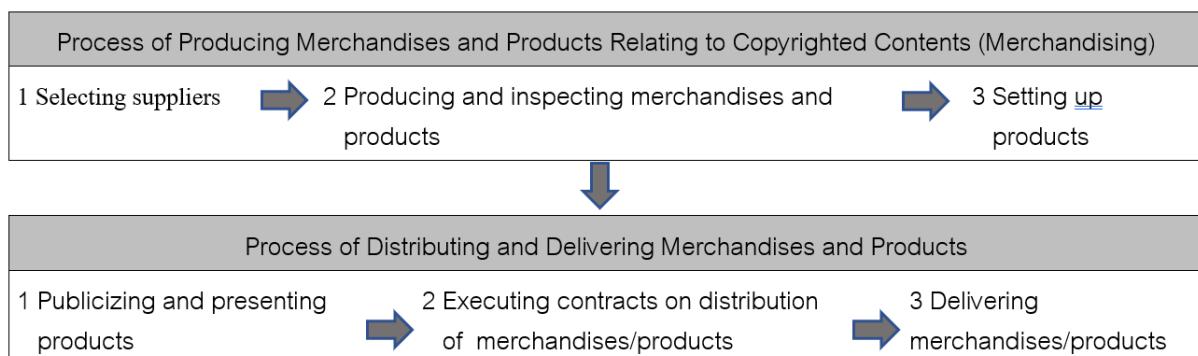 Process of Producing Merchandises and Products Relating to Copyrighted Contents (Merchandising)
1 Selecting suppliers
2 Producing and inspecting merchandises and
products
3 Setting up
products
Process of Distributing and Delivering Merchandises and Products
1 Publicizing and presenting
products
2 Executing contracts on distribution
of merchandises/products
3 Delivering
merchandises/products